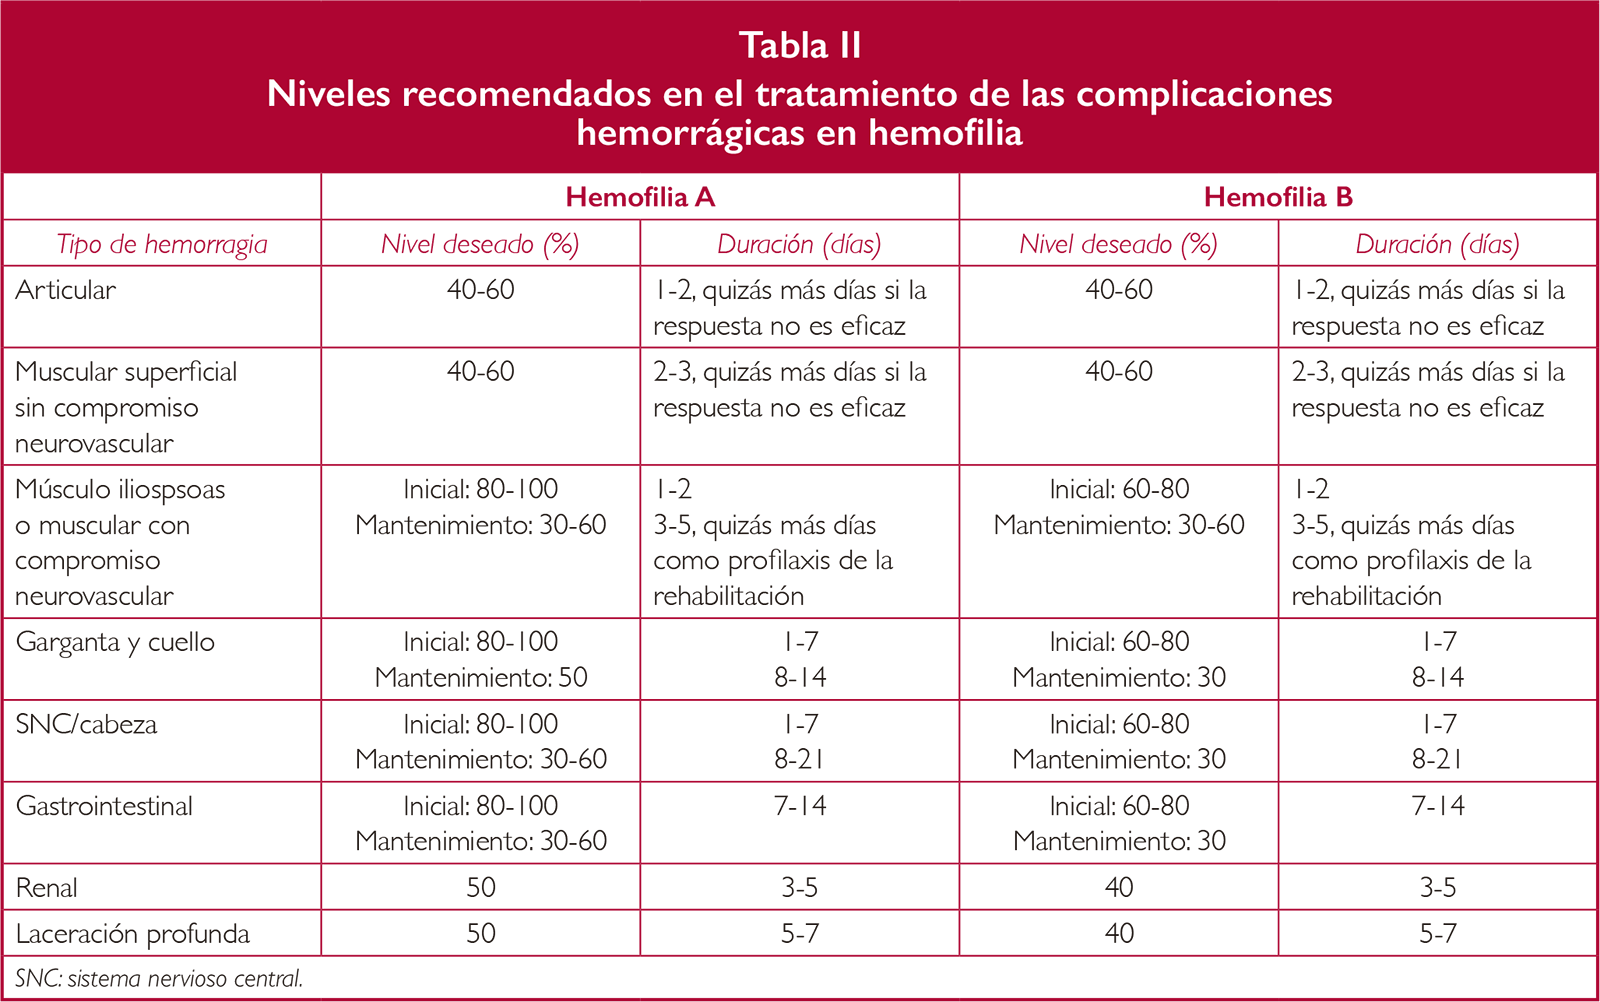 Tabla II
Niveles recomendados en el tratamiento de las complicaciones
hemorrágicas en hemofilia
Hemofilia A
Hemofilia B
Tipo de hemorragia
Nivel deseado (%)
Duración (días)
Nivel deseado (%)
Duración (días)
Articular
40-60
1-2, quizás más días si la
respuesta no es eficaz
40-60
1-2, quizás más días si la
respuesta no es eficaz
Muscular superficial
sin compromiso
neurovascular
40-60
2-3, quizás más días si la
respuesta no es eficaz
40-60
2-3, quizás más días si la
respuesta no es eficaz
Músculo iliospsoas
o muscular con
compromiso
neurovascular
Inicial: 80-100
Mantenimiento: 30-60
1-2
3-5, quizás más días
como profilaxis de la
rehabilitación
Inicial: 60-80
Mantenimiento: 30-60
1-2
3-5, quizás más días
como profilaxis de la
rehabilitación
Garganta y cuello
Inicial: 80-100
Mantenimiento: 50
1-7
8-14
Inicial: 60-80
Mantenimiento: 30
1-7
8-14
SNC/cabeza
Inicial: 80-100
Mantenimiento: 30-60
1-7
8-21
Inicial: 60-80
Mantenimiento: 30
1-7
8-21
Gastrointestinal
Inicial: 80-100
Mantenimiento: 30-60
7-14
Inicial: 60-80
Mantenimiento: 30
7-14
Renal
50
3-5
40
3-5
Laceración profunda
50
5-7
40
5-7
SNC: sistema nervioso central.